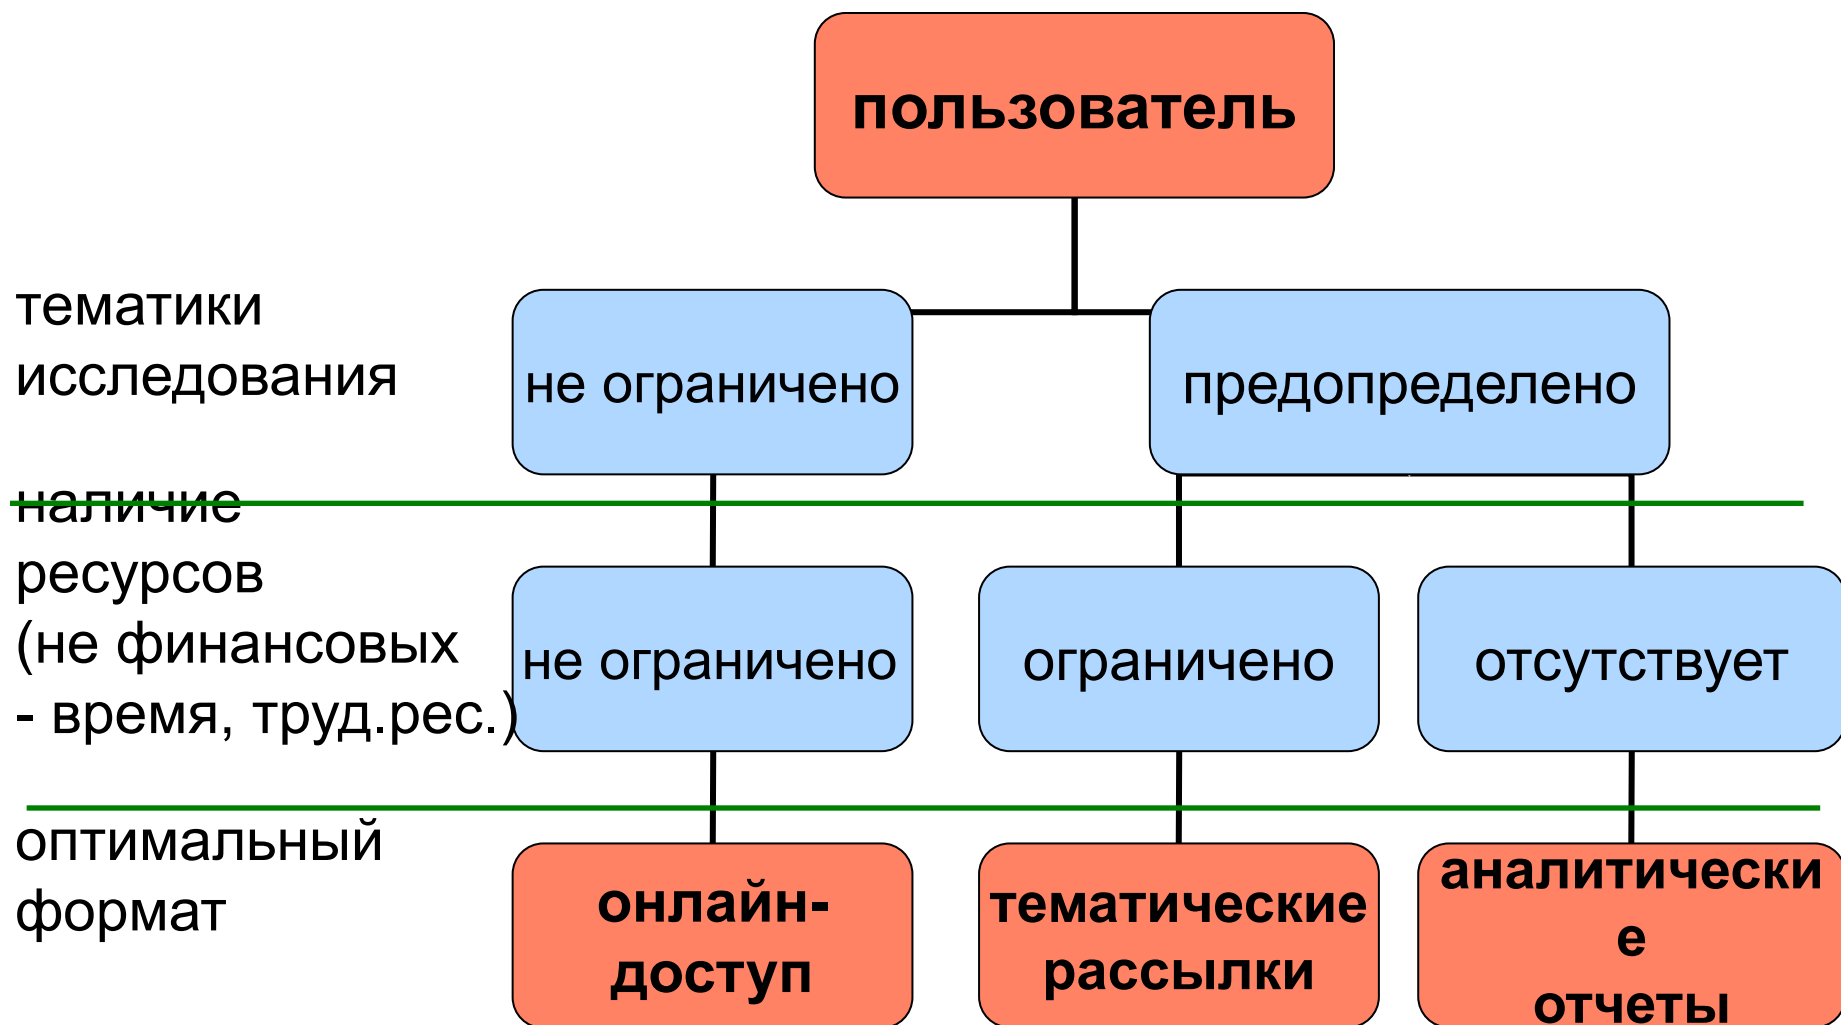 пользователь
тематики
исследования
не ограничено
предопределено
наличие
ресурсов
(не финансовых
- время, труд.рес.)
не ограничено
ограничено
отсутствует
оптимальный
формат
онлайн-
доступ
тематические
рассылки
аналитически
е
отчеты